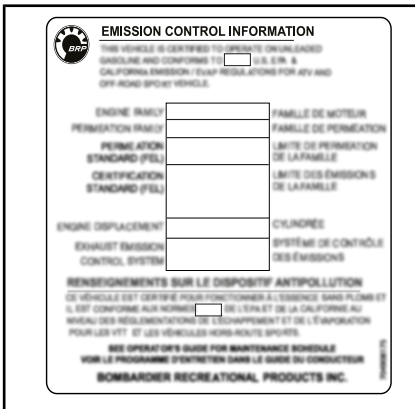 BRP
EMISSION CONTROL INFORMATION
THIS VEHICLE IS CERTIFIED TO OPERATE ON UNLEADED
GASOLINE AND CONFORMS TO U.S. EPA &
CALIFORNIA EMISSION / EVAP REGULATIONS FOR ATV AND
OFF-ROAD SPORT VEHICLE.
ENGINE FAMILY FAMILLE DE MOTEUR
PERMEATION FAMILY FAMILLE DE PERMÉATION
PERMEATION LIMITE DE PERMEATION
STANDARD (FEL) DE LA FAMILLE
CERTIFICATION LIMITE DES ÉMISSIONS
STANDARD (FEL) DE LA FAMILLE
ENGINE DISPLACEMENT CYLINDRÉE
EXHAUST EMISSION SYSTÈME DE CONTRÔLE
CONTROL SYSTEM DES ÉMISSIONS
RENSEIGNEMENTS SUR LE DISPOSITIF ANTIPOLLUTION
CE VÉHICULE EST CERTIFIÉ POUR FONCTIONNER À L'ESSENCE SANS PLOMB ET
IL EST CONFORME AUX NORMES DE L'EPA ET DE LA CALIFORNIE AU
NIVEAU DES RÉGLEMENTATIONS DE L'ÉCHAPPEMENT ET DE L'ÉVAPORATION
POUR LES VTT ET LES VÉHICULES HORS-ROUTE SPORTS.
SEE OPERATOR'S GUIDE FOR MAINTENANCE SCHEDULE
VOIR LE PROGRAMME D'ENTRETIEN DANS LE GUIDE DU CONDUCTEUR
BOMBARDIER RECREATIONAL PRODUCTS INC.